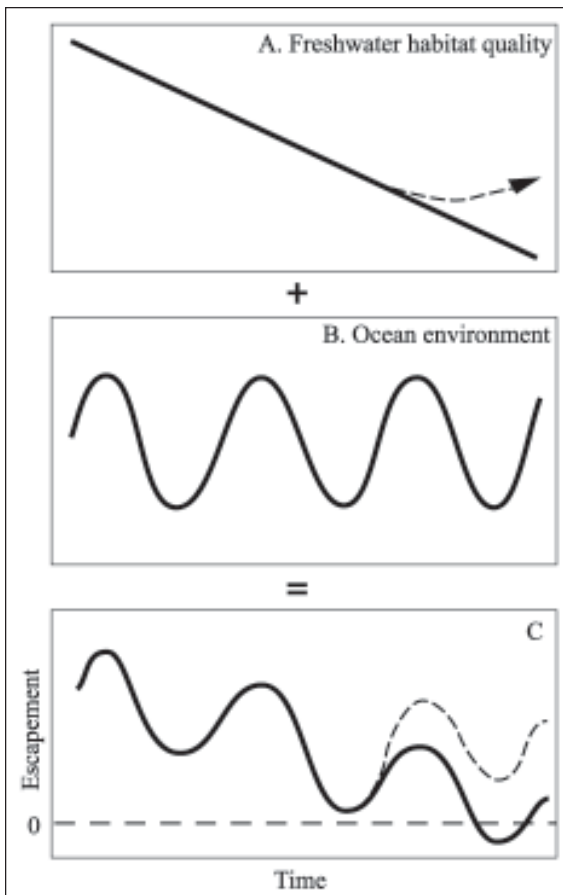 A. Freshwater habitat quality
+
B. Ocean environment
=
C
Escapement
0
Time